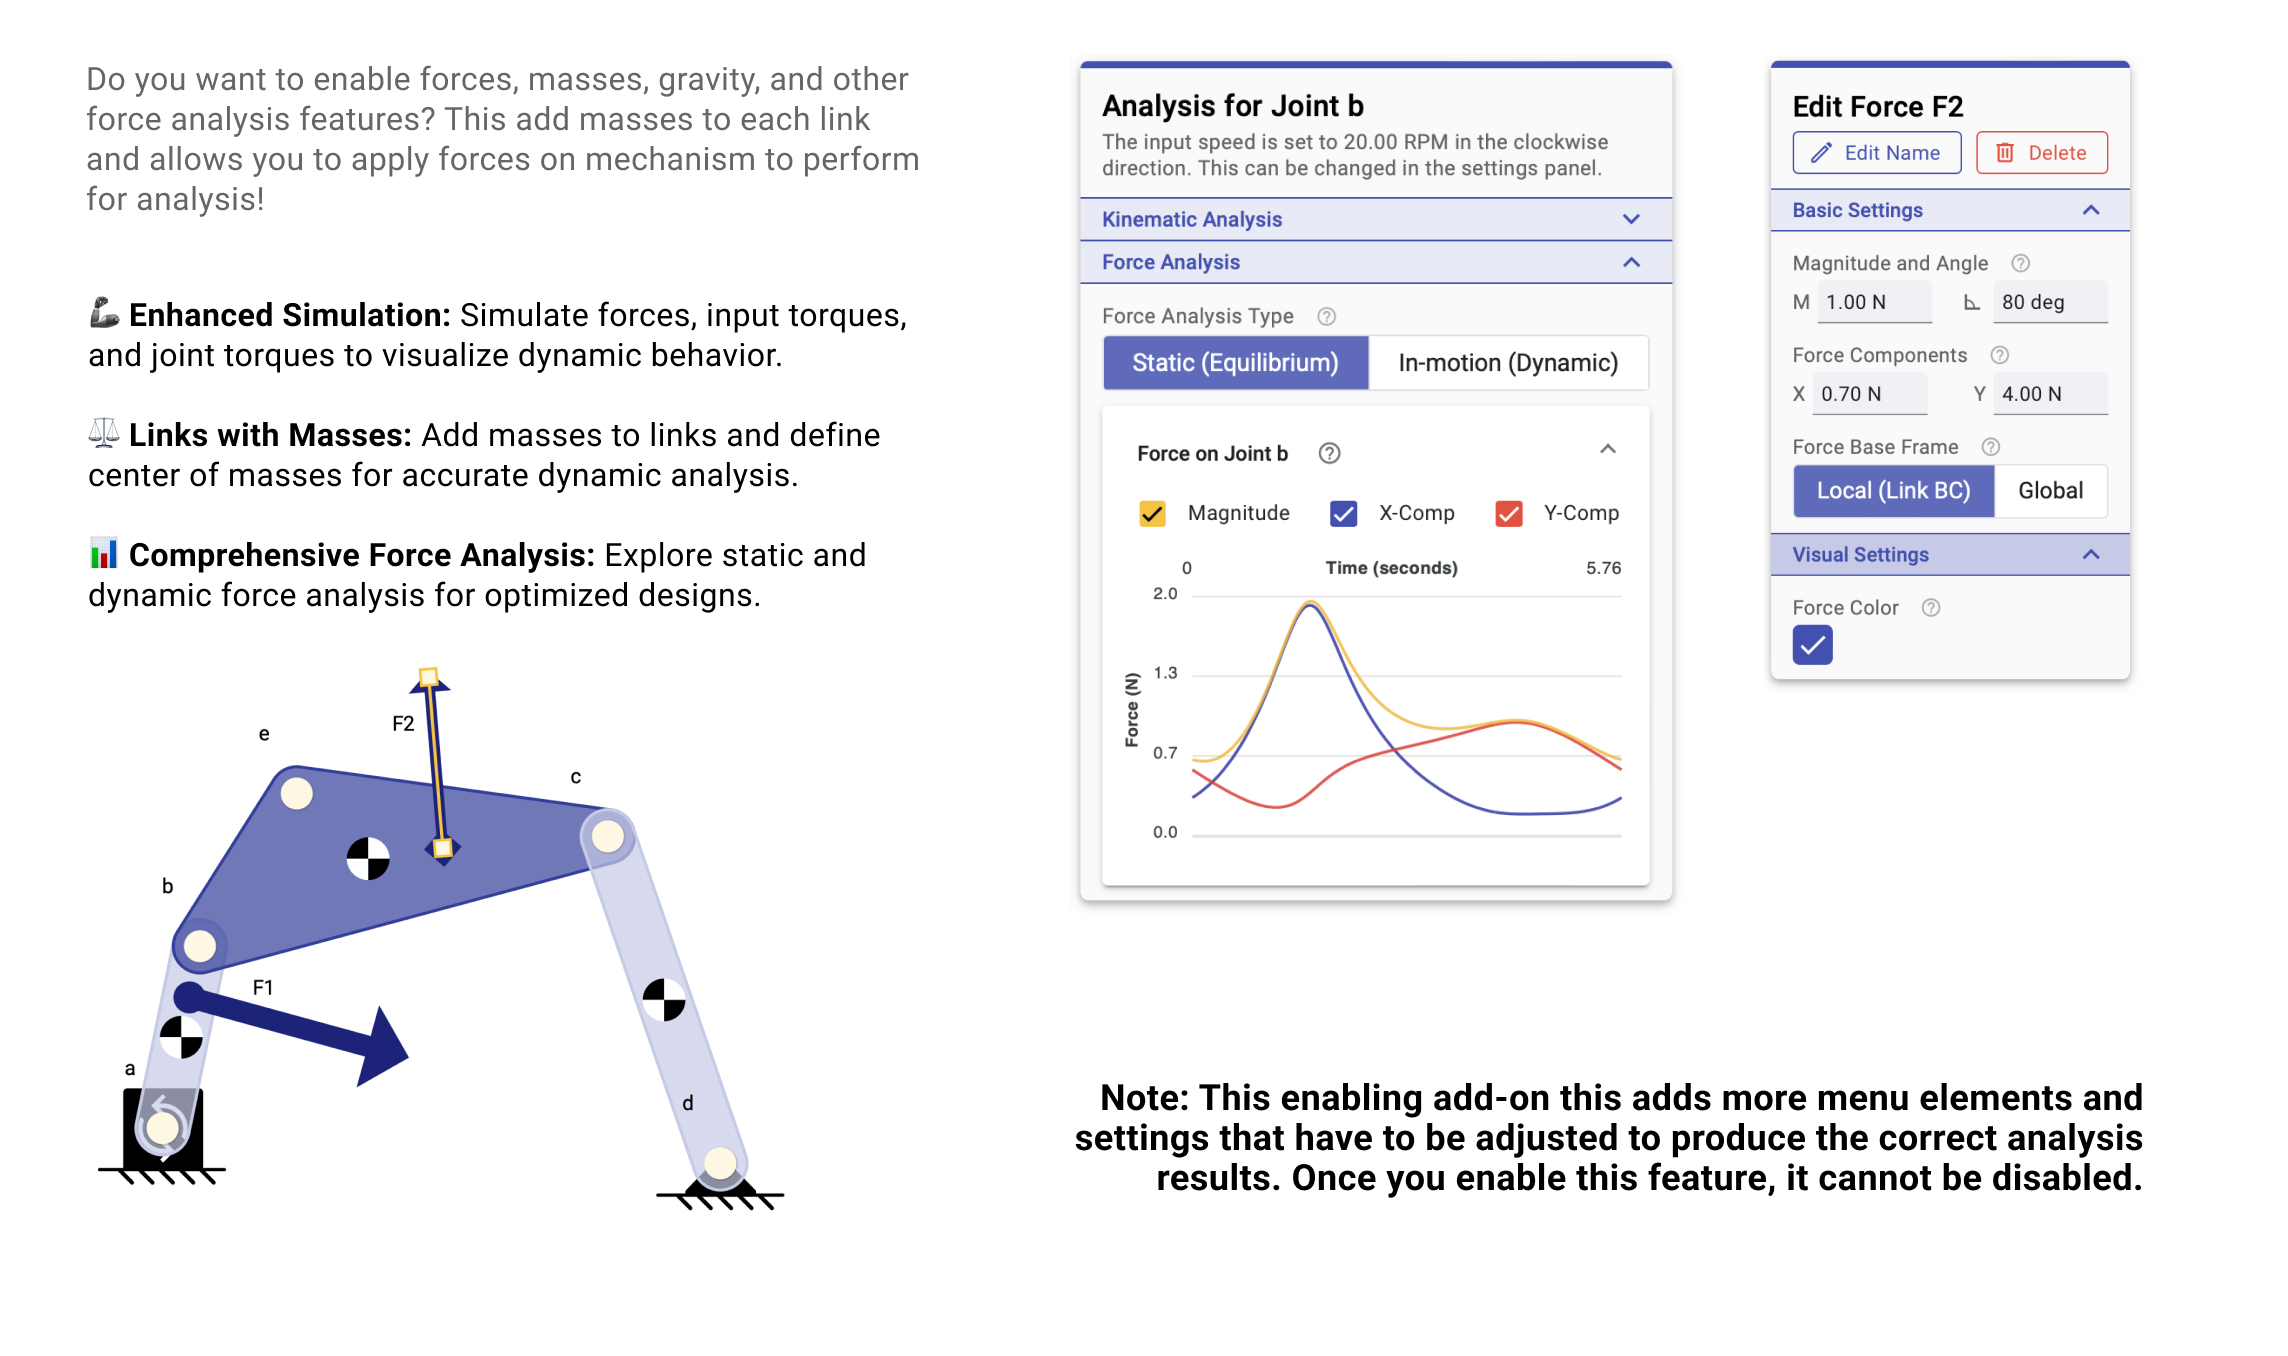 Do you want to enable forces, masses, gravity, and other
force analysis features? This add masses to each link
and allows you to apply forces on mechanism to perform
for analysis!
Enhanced Simulation: Simulate forces, input torques,
and joint torques to visualize dynamic behavior.
Links with Masses: Add masses to links and define
center of masses for accurate dynamic analysis.
Comprehensive Force Analysis: Explore static and
dynamic force analysis for optimized designs.
F2
e
c
b
F1
a
d
Analysis for Joint b
The input speed is set to 20.00 RPM in the clockwise
direction. This can be changed in the settings panel.
Kinematic Analysis
Force Analysis
Force Analysis Type ?
Static (Equilibrium) In-motion (Dynamic)
Force on Joint b ?
Magnitude X-Comp Y-Comp
0 Time (seconds) 5.76
2.0
1.3
Force (N)
0.7
0.0
Edit Force F2
Edit Name Delete
Basic Settings
Magnitude and Angle ?
M 1.00 N 80 deg
Force Components ?
X 0.70 N Y 4.00 N
Force Base Frame ?
Local (Link BC) Global
Visual Settings
Force Color ?
Note: This enabling add-on this adds more menu elements and
settings that have to be adjusted to produce the correct analysis
results. Once you enable this feature, it cannot be disabled.